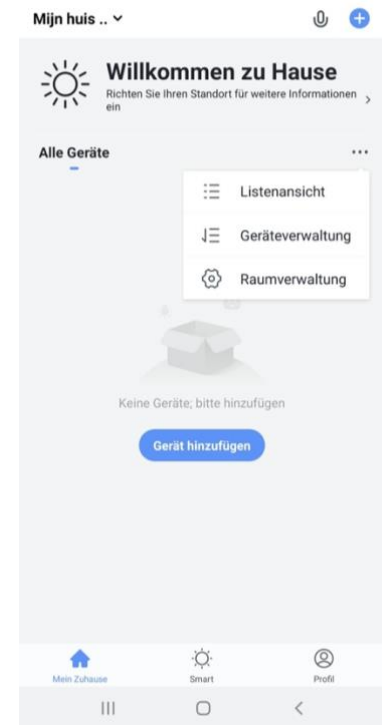 Mijn huis ..
Willkommen zu Hause
Richten Sie Ihren Standort für weitere Informationen
ein
Alle Geräte
Listenansicht
Geräteverwaltung
Raumverwaltung
Keine Geräte; bitte hinzufügen
Gerät hinzufügen
Mein Zuhause
Smart
Profil